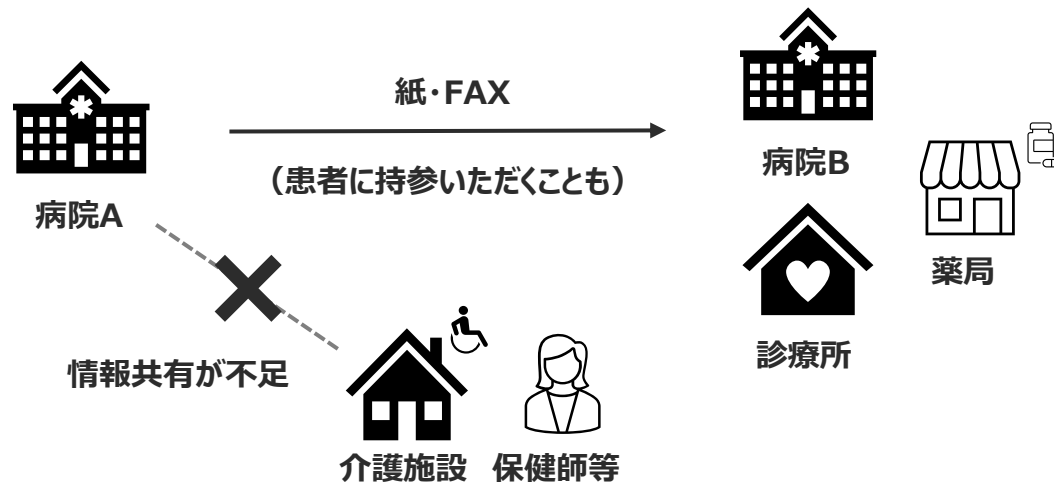 紙・FAX
（患者に持参いただくことも）
病院A
病院B
薬局
診療所
情報共有が不足
介護施設
保健師等